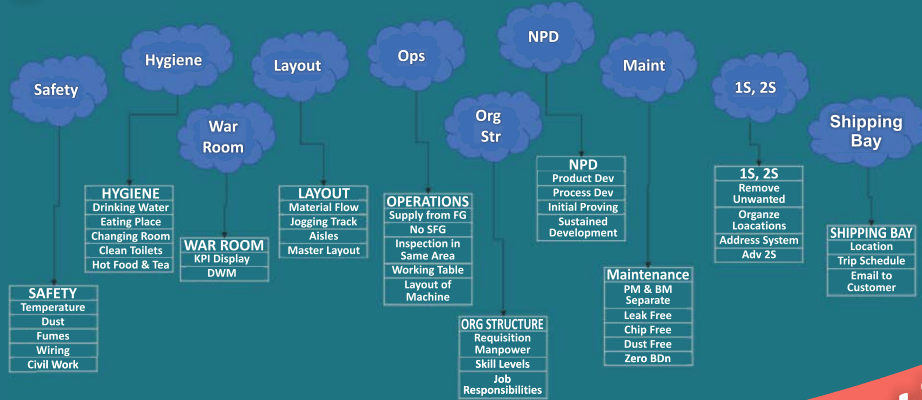 Safety
Hygiene
War
Room
Layout
Ops
Org
Str
NPD
Maint
1S, 2S
Shipping
Bay
SAFETY
Temperature
Dust
Fumes
Wiring
Civil Work
HYGIENE
Drinking Water
Eating Place
Changing Room
Clean Toilets
Hot Food & Tea
WAR ROOM
KPI Display
DWM
LAYOUT
Material Flow
Jogging Track
Aisles
Master Layout
OPERATIONS
Supply from FG
No SFG
Inspection in
Same Area
Working Table
Layout of
Machine
ORG STRUCTURE
Requisition
Manpower
Skill Levels
Job
Responsibilities
NPD
Product Dev
Process Dev
Initial Proving
Sustained
Development
Maintenance
PM & BM
Separate
Leak Free
Chip Free
Dust Free
Zero BDn
1S, 2S
Remove
Unwanted
Organze
Loacations
Address System
Adv 2S
SHIPPING BAY
Location
Trip Schedule
Email to
Customer